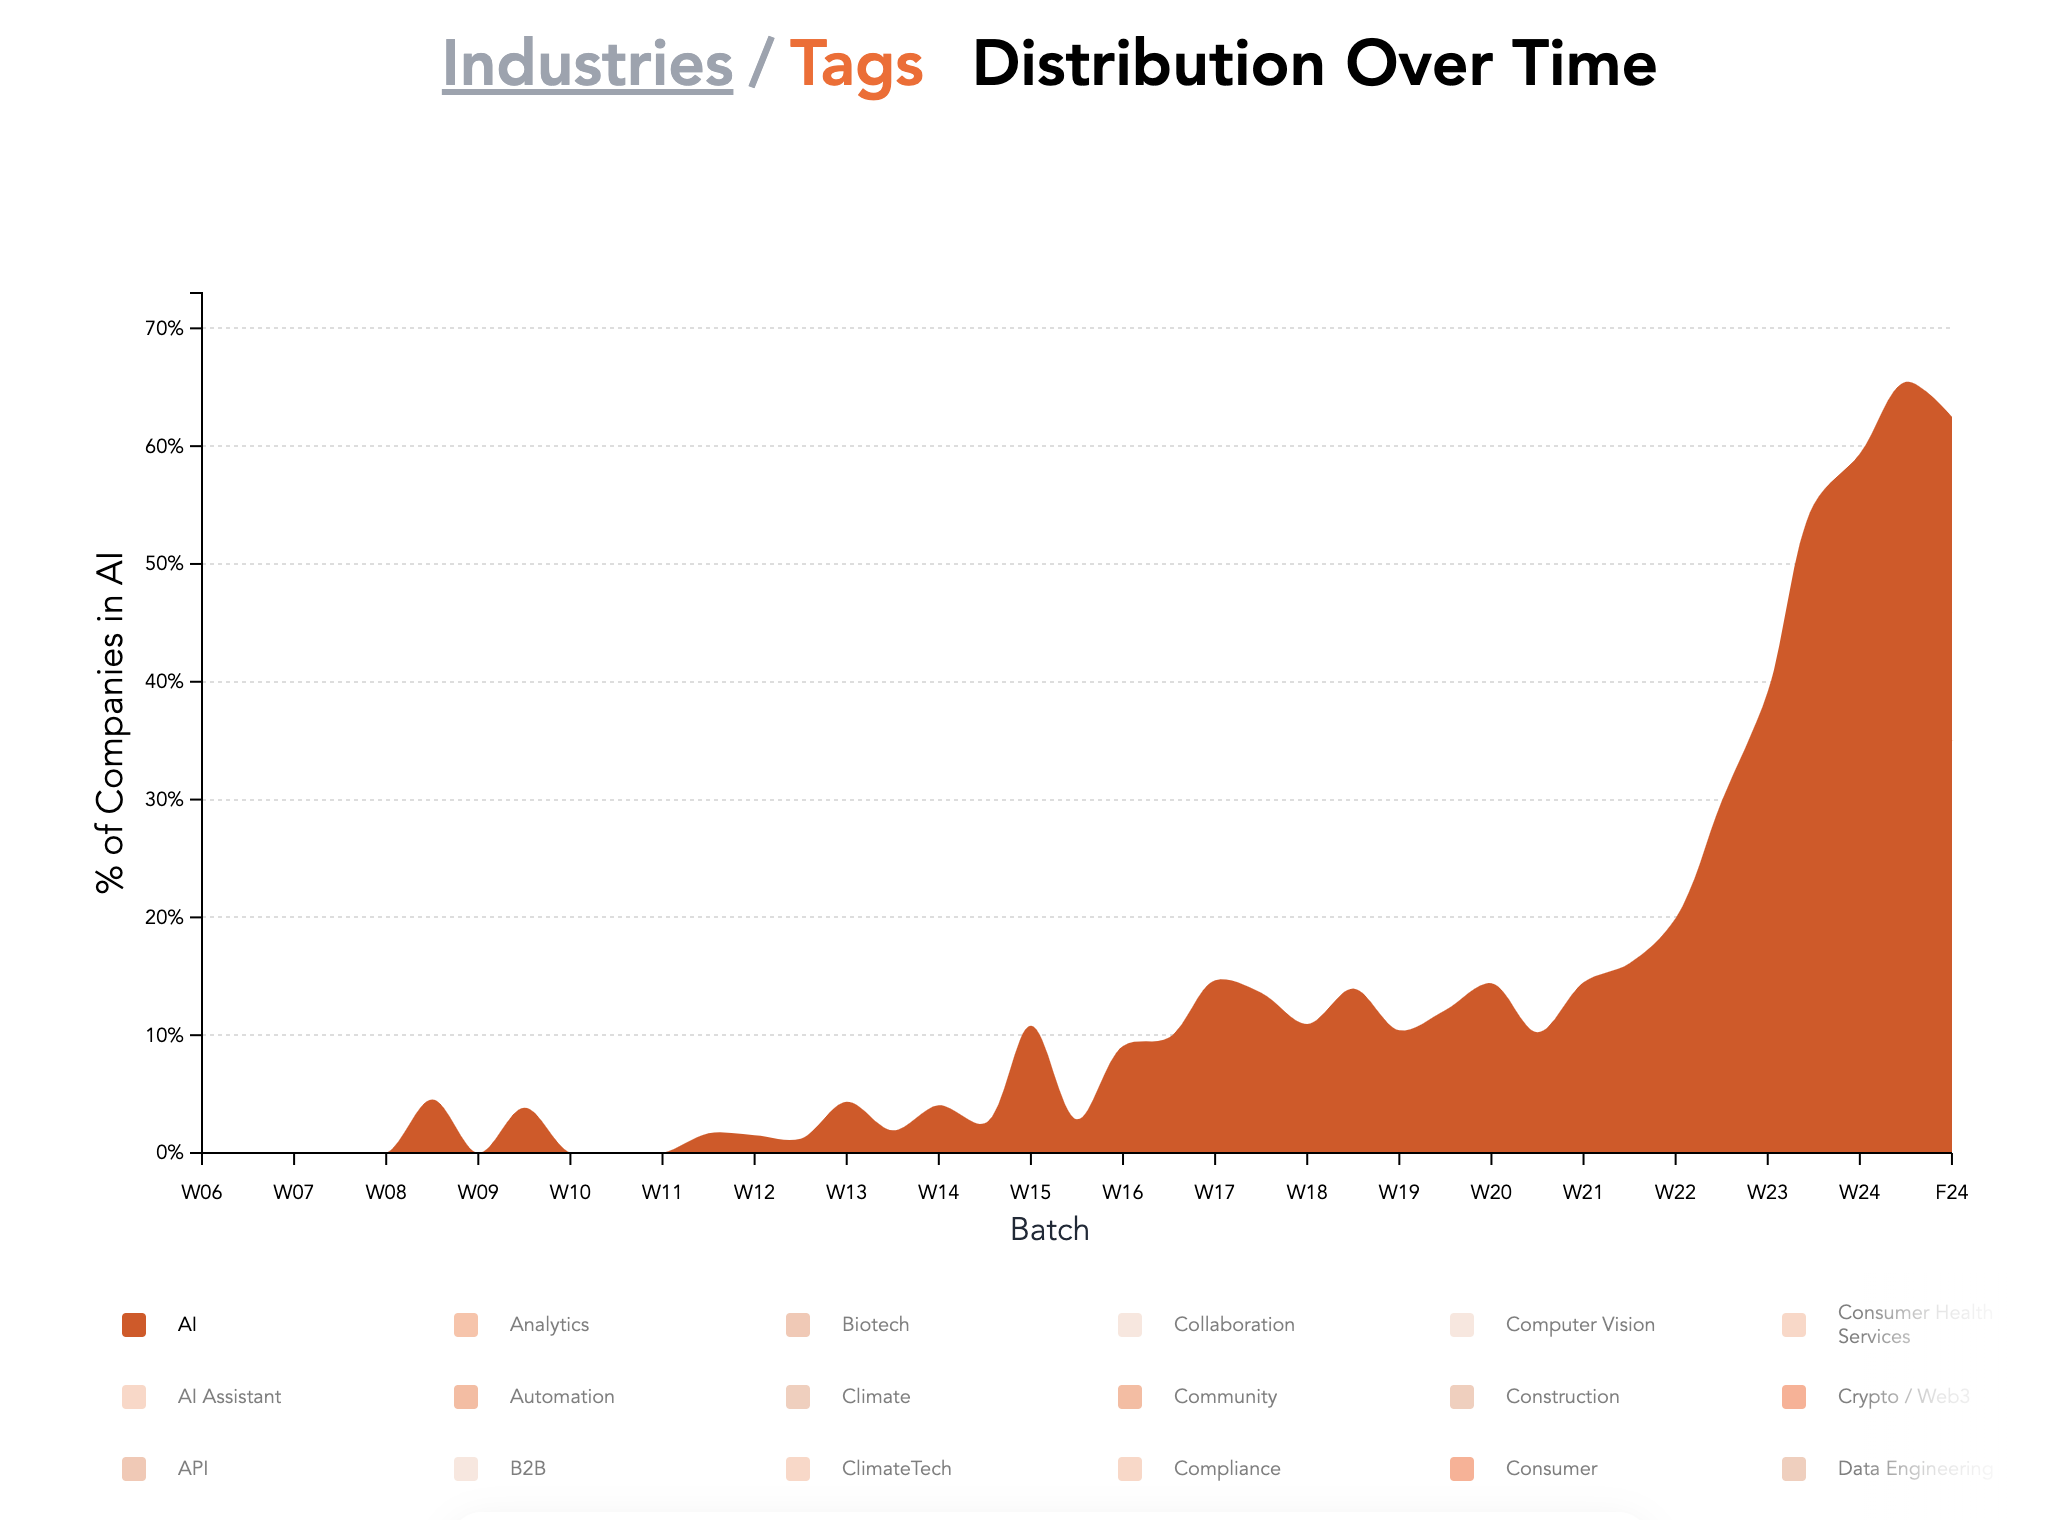 Industries / Tags Distribution Over Time
% of Companies in AI
70%
60%
50%
40%
30%
20%
10%
0%
W06 W07 W08 W09 W10 W11 W12 W13 W14 W15 W16 W17 W18 W19 W20 W21 W22 W23 W24 F24
Batch
AI Analytics Biotech Collaboration Computer Vision Consumer Health
Services
AI Assistant Automation Climate Community Construction Crypto / Web3
API B2B ClimateTech Compliance Consumer Data Engineering